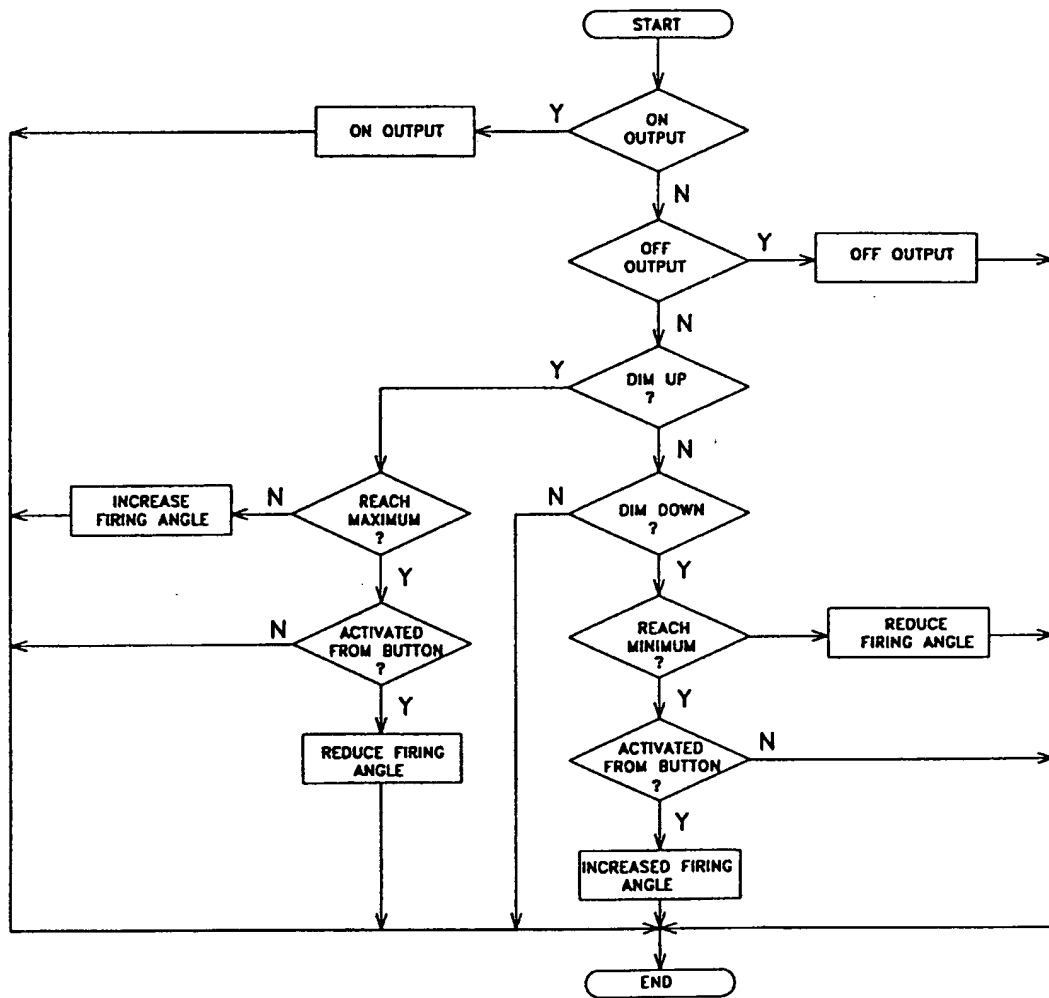 START
Y
ON OUTPUT
ON
OUTPUT
N
OFF
OUTPUT
Y
OFF OUTPUT
N
Y
DIM UP
?
N
INCREASE
FIRING ANGLE
N
REACH
MAXIMUM
?
N
DIM DOWN
?
Y
Y
N
ACTIVATED
FROM BUTTON
?
REACH
MINIMUM
?
REDUCE
FIRING ANGLE
Y
Y
REDUCE FIRING
ANGLE
ACTIVATED
FROM BUTTON
?
N
Y
INCREASED FIRING
ANGLE
END